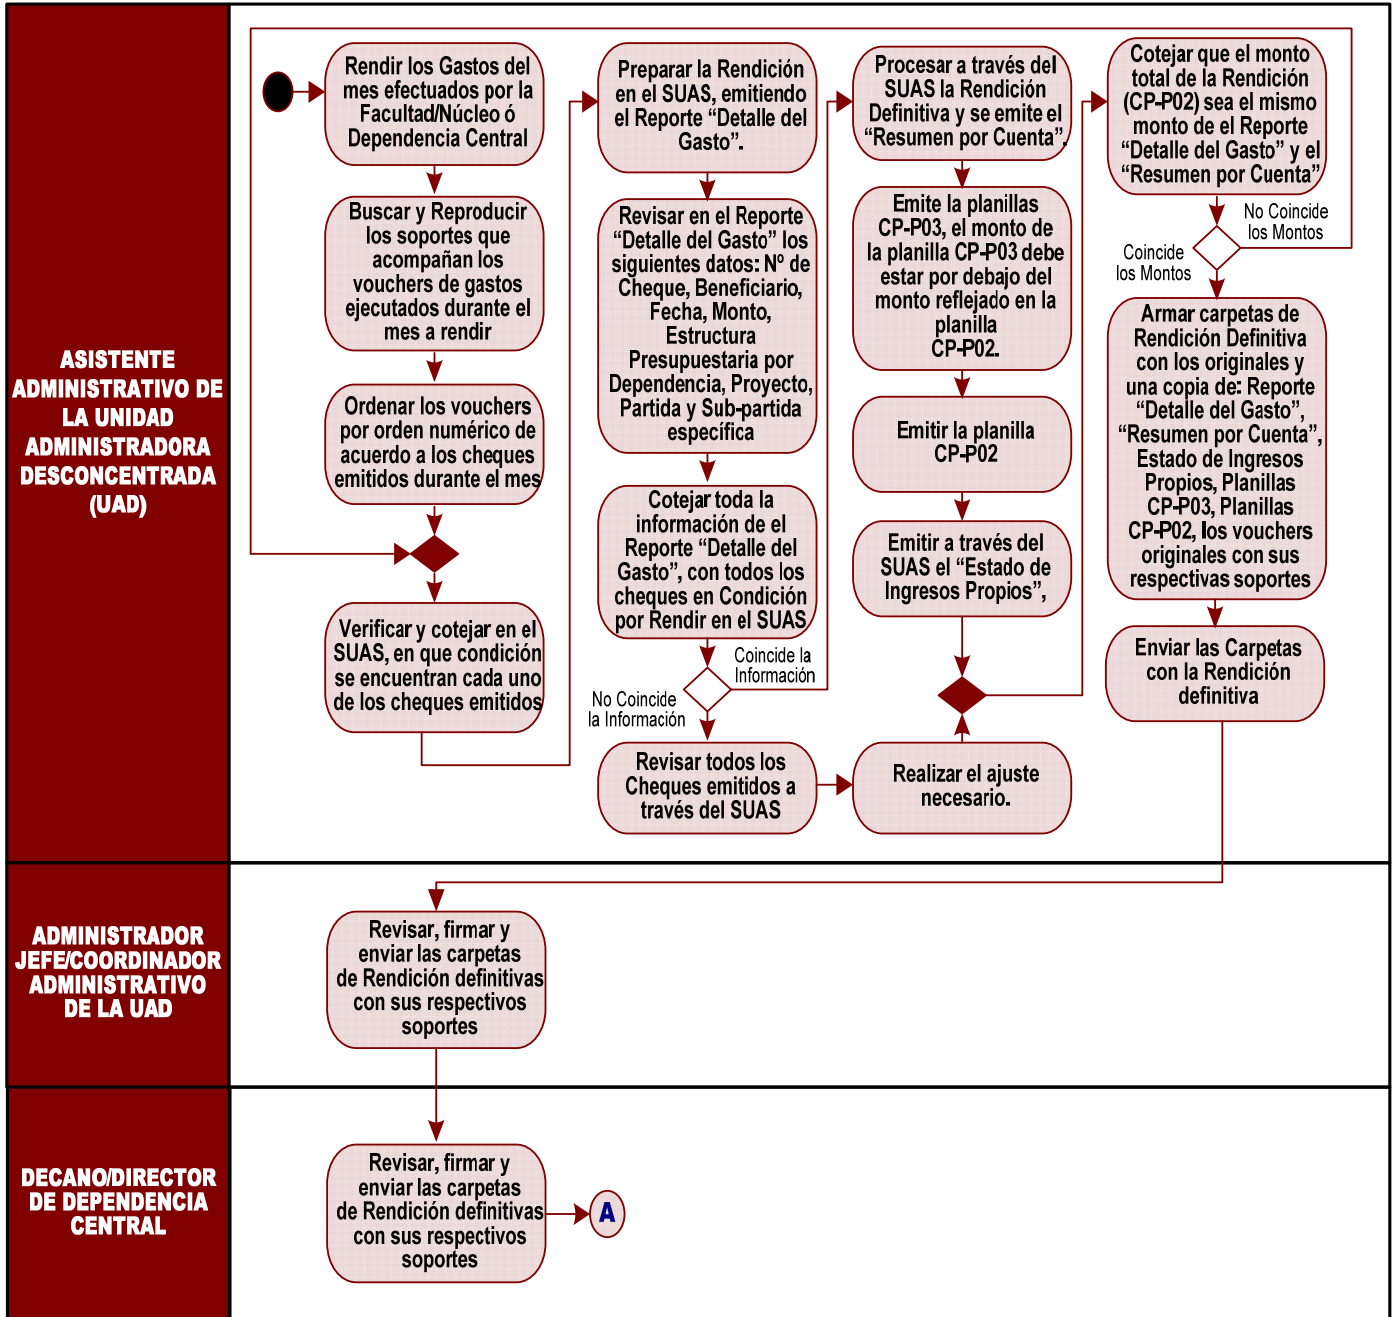 ASISTENTE
ADMINISTRATIVO DE
LA UNIDAD
ADMINISTRADORA
DESCONCENTRADA
(UAD)
Rendir los Gastos del
mes efectuados por la
Facultad/Núcleo ó
Dependencia Central
Buscar y Reproducir
los soportes que
acompañan los
vouchers de gastos
ejecutados durante el
mes a rendir
Ordenar los vouchers
por orden numérico de
acuerdo a los cheques
emitidos durante el mes
Verificar y cotejar en el
SUAS, en que condición
se encuentran cada uno
de los cheques emitidos
Preparar la Rendición
en el SUAS, emitiendo
el Reporte “Detalle del
Gasto”.
Revisar en el Reporte
“Detalle del Gasto” los
siguientes datos: Nº de
Cheque, Beneficiario,
Fecha, Monto,
Estructura
Presupuestaria por
Dependencia, Proyecto,
Partida y Sub-partida
específica
Cotejar toda la
información de el
Reporte “Detalle del
Gasto”, con todos los
cheques en Condición
por Rendir en el SUAS
Coincide la
Información
No Coincide
la Información
Revisar todos los
Cheques emitidos a
través del SUAS
Procesar a través del
SUAS la Rendición
Definitiva y se emite el
“Resumen por Cuenta”.
Emite la planillas
CP-P03, el monto de
la planilla CP-P03 debe
estar por debajo del
monto reflejado en la
planilla
CP-P02.
Emitir la planilla
CP-P02
Emitir a través del
SUAS el “Estado de
Ingresos Propios”,
Realizar el ajuste
necesario.
Cotejar que el monto
total de la Rendición
(CP-P02) sea el mismo
monto de el Reporte
“Detalle del Gasto” y el
“Resumen por Cuenta”
No Coincide
los Montos
Coincide
los Montos
Armar carpetas de
Rendición Definitiva
con los originales y
una copia de: Reporte
“Detalle del Gasto”,
“Resumen por Cuenta”,
Estado de Ingresos
Propios, Planillas
CP-P03, Planillas
CP-P02, los vouchers
originales con sus
respectivas soportes
Enviar las Carpetas
con la Rendición
definitiva
ADMINISTRADOR
JEFE/COORDINADOR
ADMINISTRATIVO
DE LA UAD
Revisar, firmar y
enviar las carpetas
de Rendición definitivas
con sus respectivos
soportes
DECANO/DIRECTOR
DE DEPENDENCIA
CENTRAL
Revisar, firmar y
enviar las carpetas
de Rendición definitivas
con sus respectivos
soportes
A